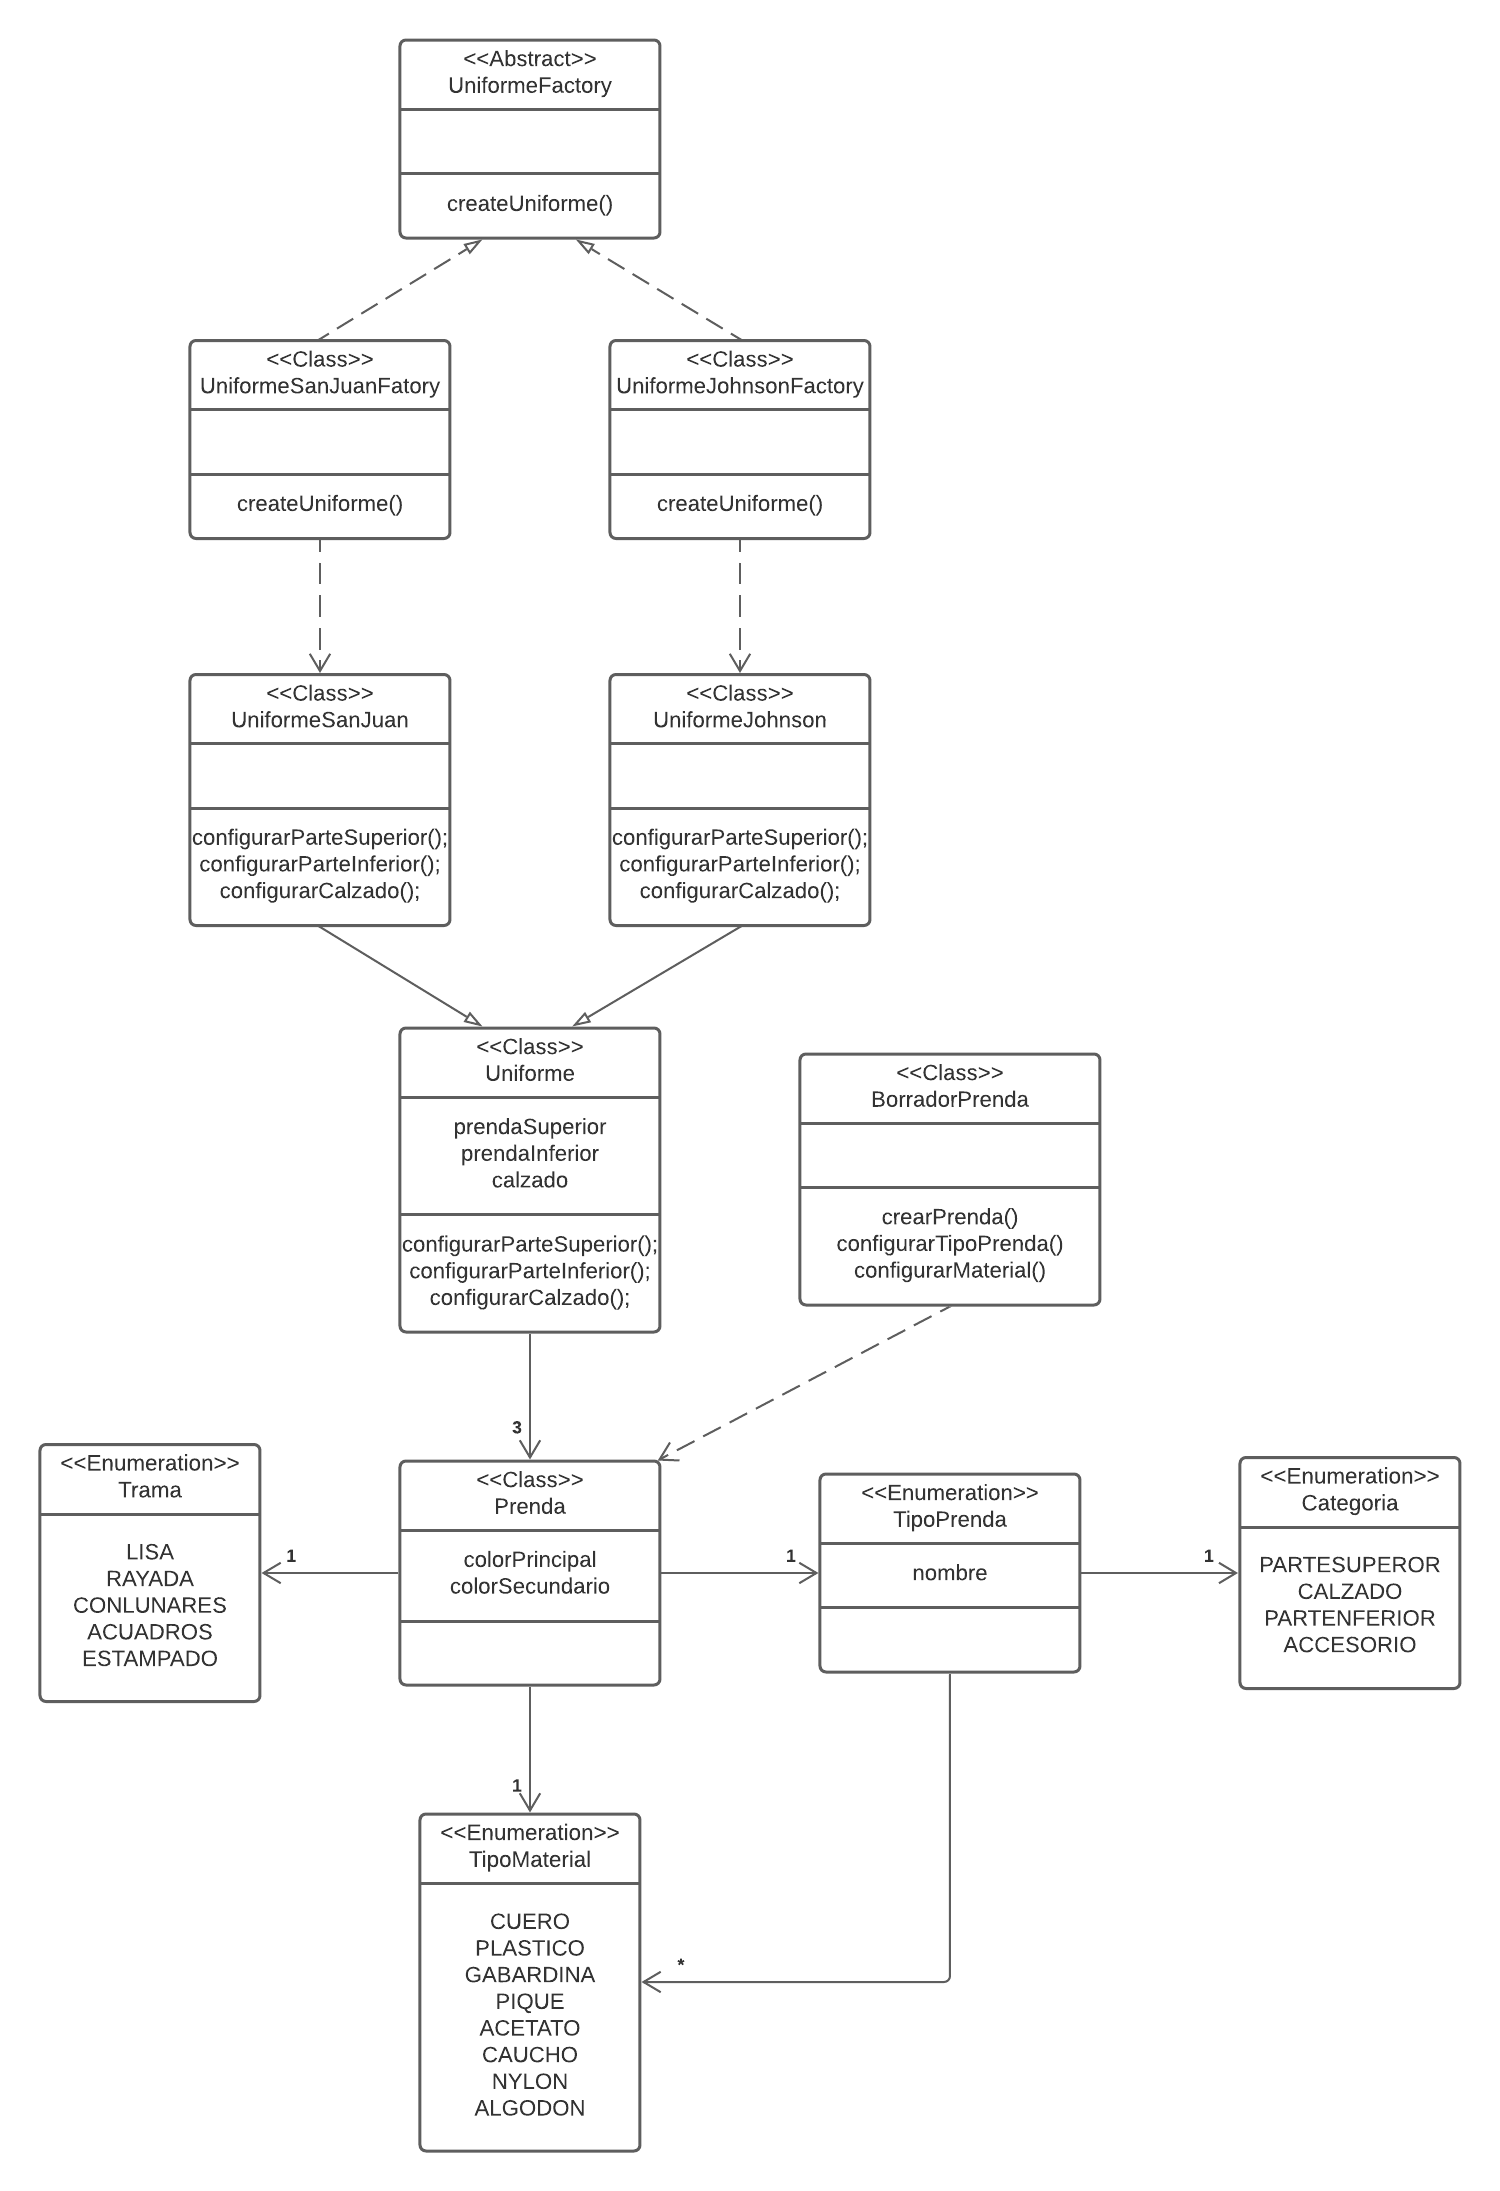 <<Abstract>>
UniformeFactory
createUniforme()
<<Class>>
UniformeSanJuanFatory
createUniforme()
<<Class>>
UniformeJohnsonFactory
createUniforme()
<<Class>>
UniformeSanJuan
configurarParteSuperior();
configurarParteInferior();
configurarCalzado();
<<Class>>
UniformeJohnson
configurarParteSuperior();
configurarParteInferior();
configurarCalzado();
<<Class>>
Uniforme
prendaSuperior
prendaInferior
calzado
configurarParteSuperior();
configurarParteInferior();
configurarCalzado();
<<Class>>
BorradorPrenda
crearPrenda()
configurarTipoPrenda()
configurarMaterial()
3
<<Enumeration>>
Trama
LISA
RAYADA
CONLUNARES
ACUADROS
ESTAMPADO
1
<<Class>>
Prenda
colorPrincipal
colorSecundario
1
<<Enumeration>>
TipoPrenda
nombre
1
<<Enumeration>>
Categoria
PARTESUPEROR
CALZADO
PARTENFERIOR
ACCESORIO
1
<<Enumeration>>
TipoMaterial
CUERO
PLASTICO
GABARDINA
PIQUE
ACETATO
CAUCHO
NYLON
ALGODON
*